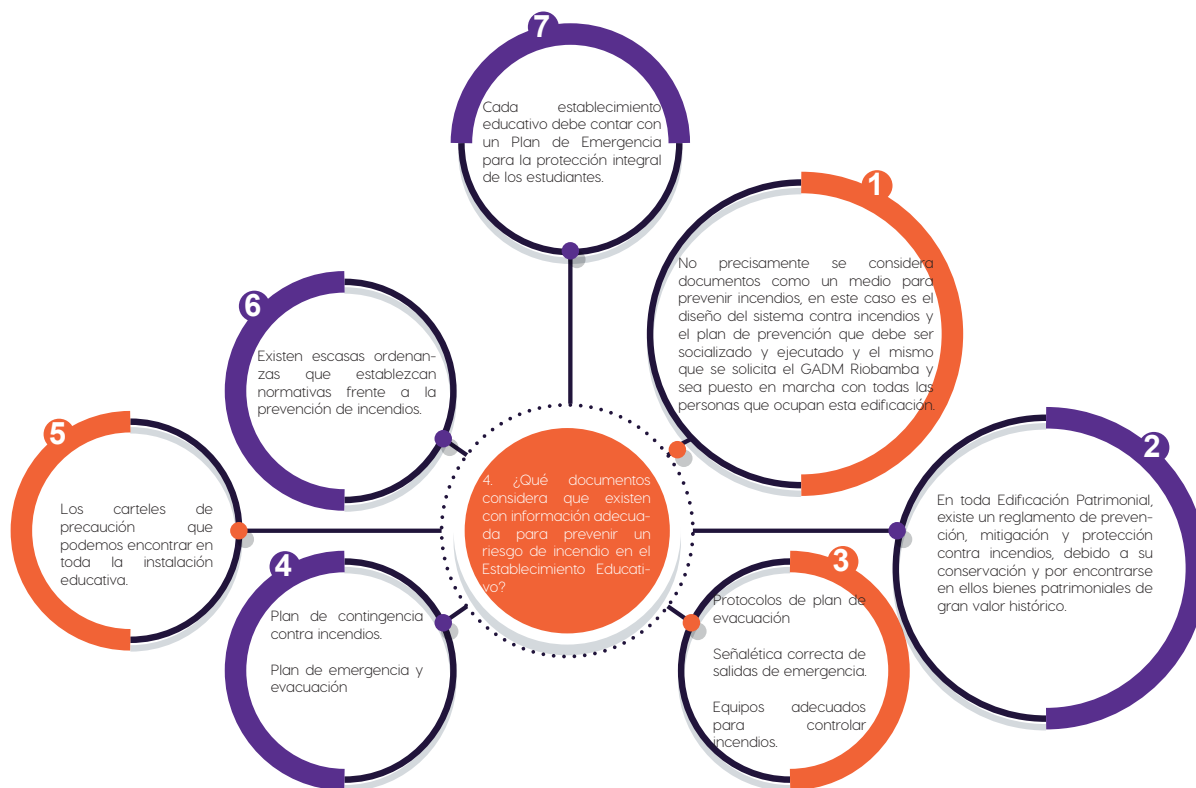 4. ¿Qué documentos
considera que existen
con información adecua-
da para prevenir un
riesgo de incendio en el
Establecimiento Educati-
vo?
1
No precisamente se considera
documentos como un medio para
prevenir incendios, en este caso es el
diseño del sistema contra incendios y
el plan de prevención que debe ser
socializado y ejecutado y el mismo
que se solicita el GADM Riobamba y
sea puesto en marcha con todas las
personas que ocupan esta edificación.
2
En toda Edificación Patrimonial,
existe un reglamento de preven-
ción, mitigación y protección
contra incendios, debido a su
conservación y por encontrarse
en ellos bienes patrimoniales de
gran valor histórico.
3
Protocolos de plan de
evacuación
Señalética correcta de
salidas de emergencia.
Equipos adecuados
para controlar
incendios.
4
Plan de contingencia
contra incendios.
Plan de emergencia y
evacuación
5
Los carteles de
precaución que
podemos encontrar en
toda la instalación
educativa.
6
Existen escasas ordenan-
zas que establezcan
normativas frente a la
prevención de incendios.
7
Cada establecimiento
educativo debe contar con
un Plan de Emergencia
para la protección integral
de los estudiantes.